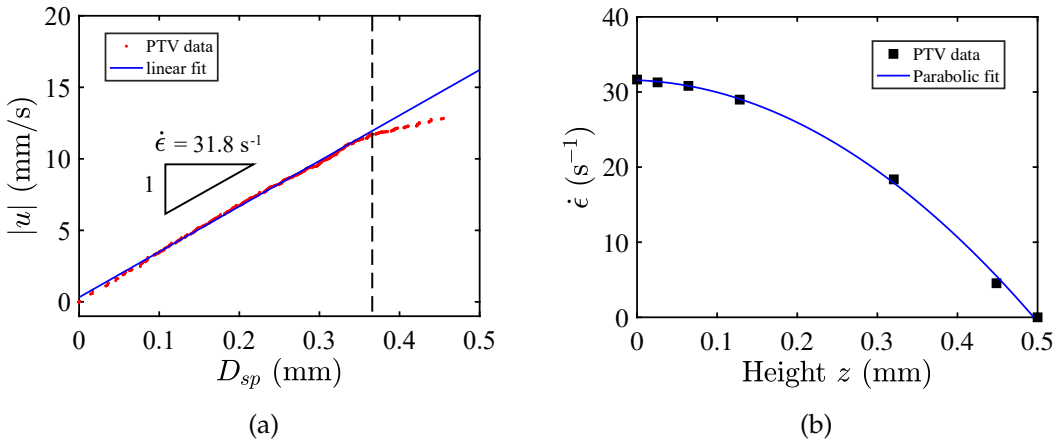 20
15
10
5
0
0
0.1
0.2
0.3
0.4
0.5
|u| (mm/s)
D_sp (mm)
PTV data
linear fit
ϵ̇ = 31.8 s⁻¹
1
(a)
40
30
20
10
0
0
0.1
0.2
0.3
0.4
0.5
ϵ̇ (s⁻¹)
Height z (mm)
PTV data
Parabolic fit
(b)